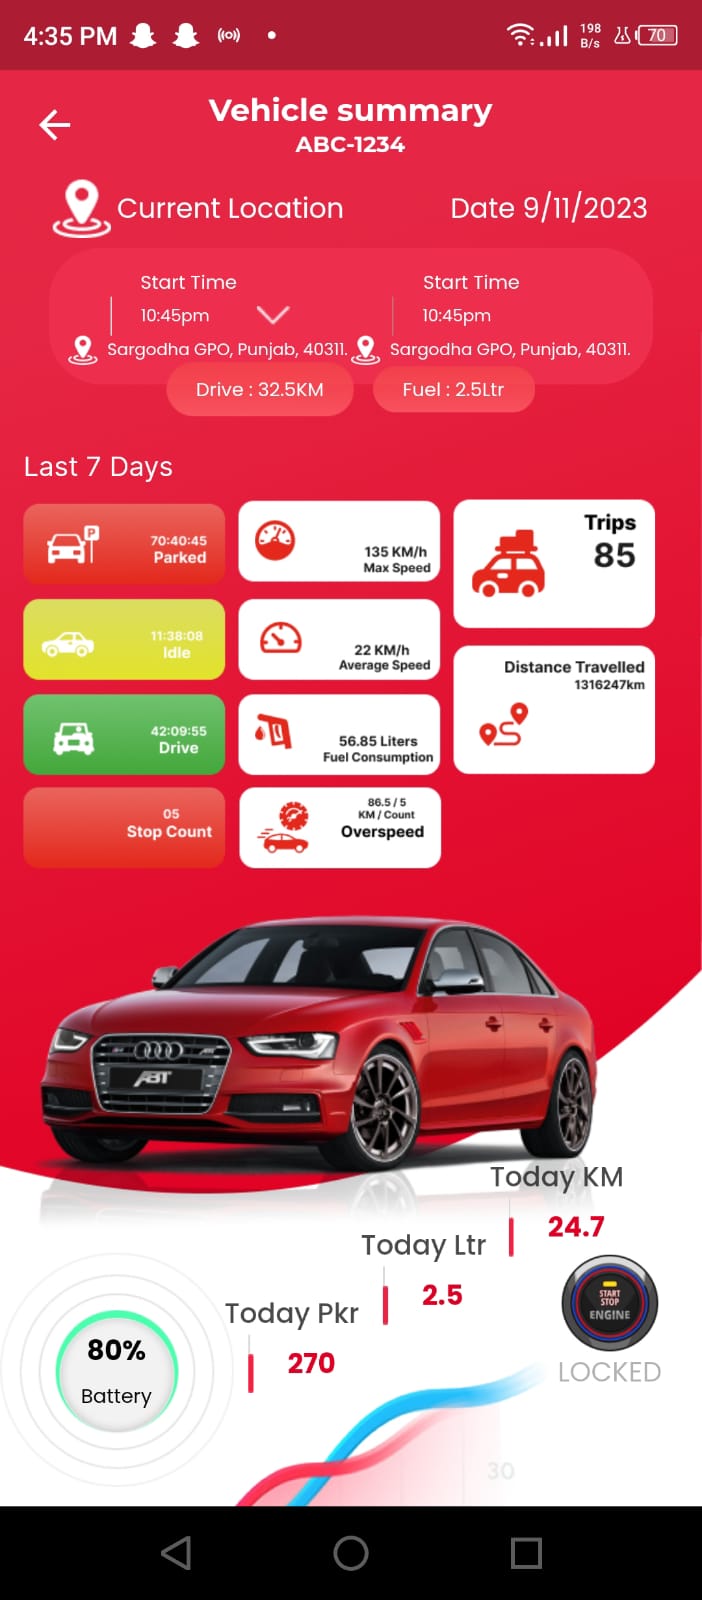 4:35 PM
198
B/s
70
Vehicle summary
ABC-1234
Current Location
Date 9/11/2023
Start Time
10:45pm
Sargodha GPO, Punjab, 40311.
Start Time
10:45pm
Sargodha GPO, Punjab, 40311.
Drive : 32.5KM
Fuel : 2.5Ltr
Last 7 Days
P
70:40:45
Parked
135 KM/h
Max Speed
Trips
85
11:38:08
Idle
22 KM/h
Average Speed
Distance Travelled
1316247km
42:09:55
Drive
56.85 Liters
Fuel Consumption
05
Stop Count
86.5 / 5
KM / Count
Overspeed
ABT
Today KM
24.7
Today Ltr
2.5
START
STOP
ENGINE
LOCKED
Today Pkr
270
80%
Battery
30